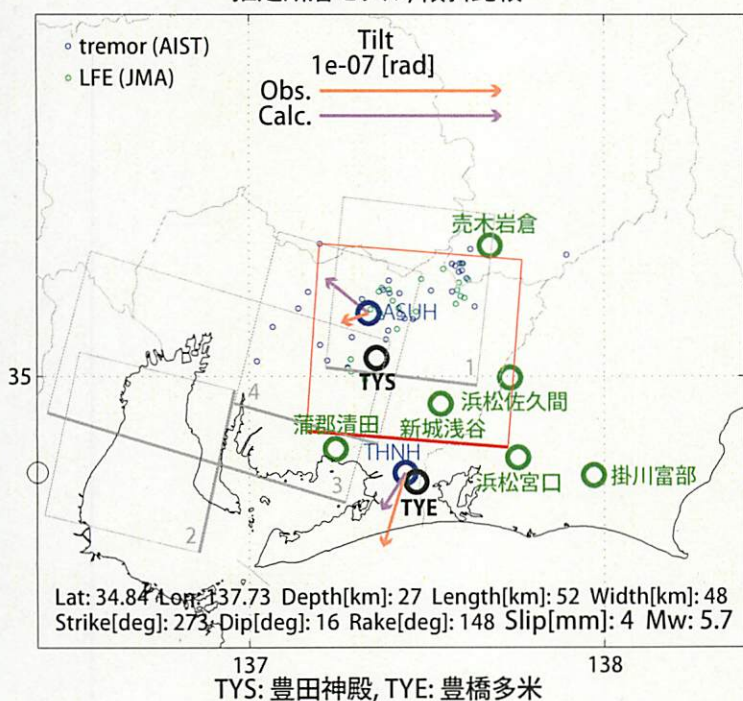 tremor (AIST)
LFE (JMA)
Tilt
1e-07 [rad]
Obs.
Calc.
売木岩倉
ASUH
TYS
1
35
浜松佐久間
4
蒲郡清田
新城浅谷
THNH
3
浜松宮口
掛川富部
TYE
2
Lat: 34.84 Lon: 137.73 Depth[km]: 27 Length[km]: 52 Width[km]: 48
Strike[deg]: 273 Dip[deg]: 16 Rake[deg]: 148 Slip[mm]: 4 Mw: 5.7
137
138
TYS: 豊田神殿, TYE: 豊橋多米